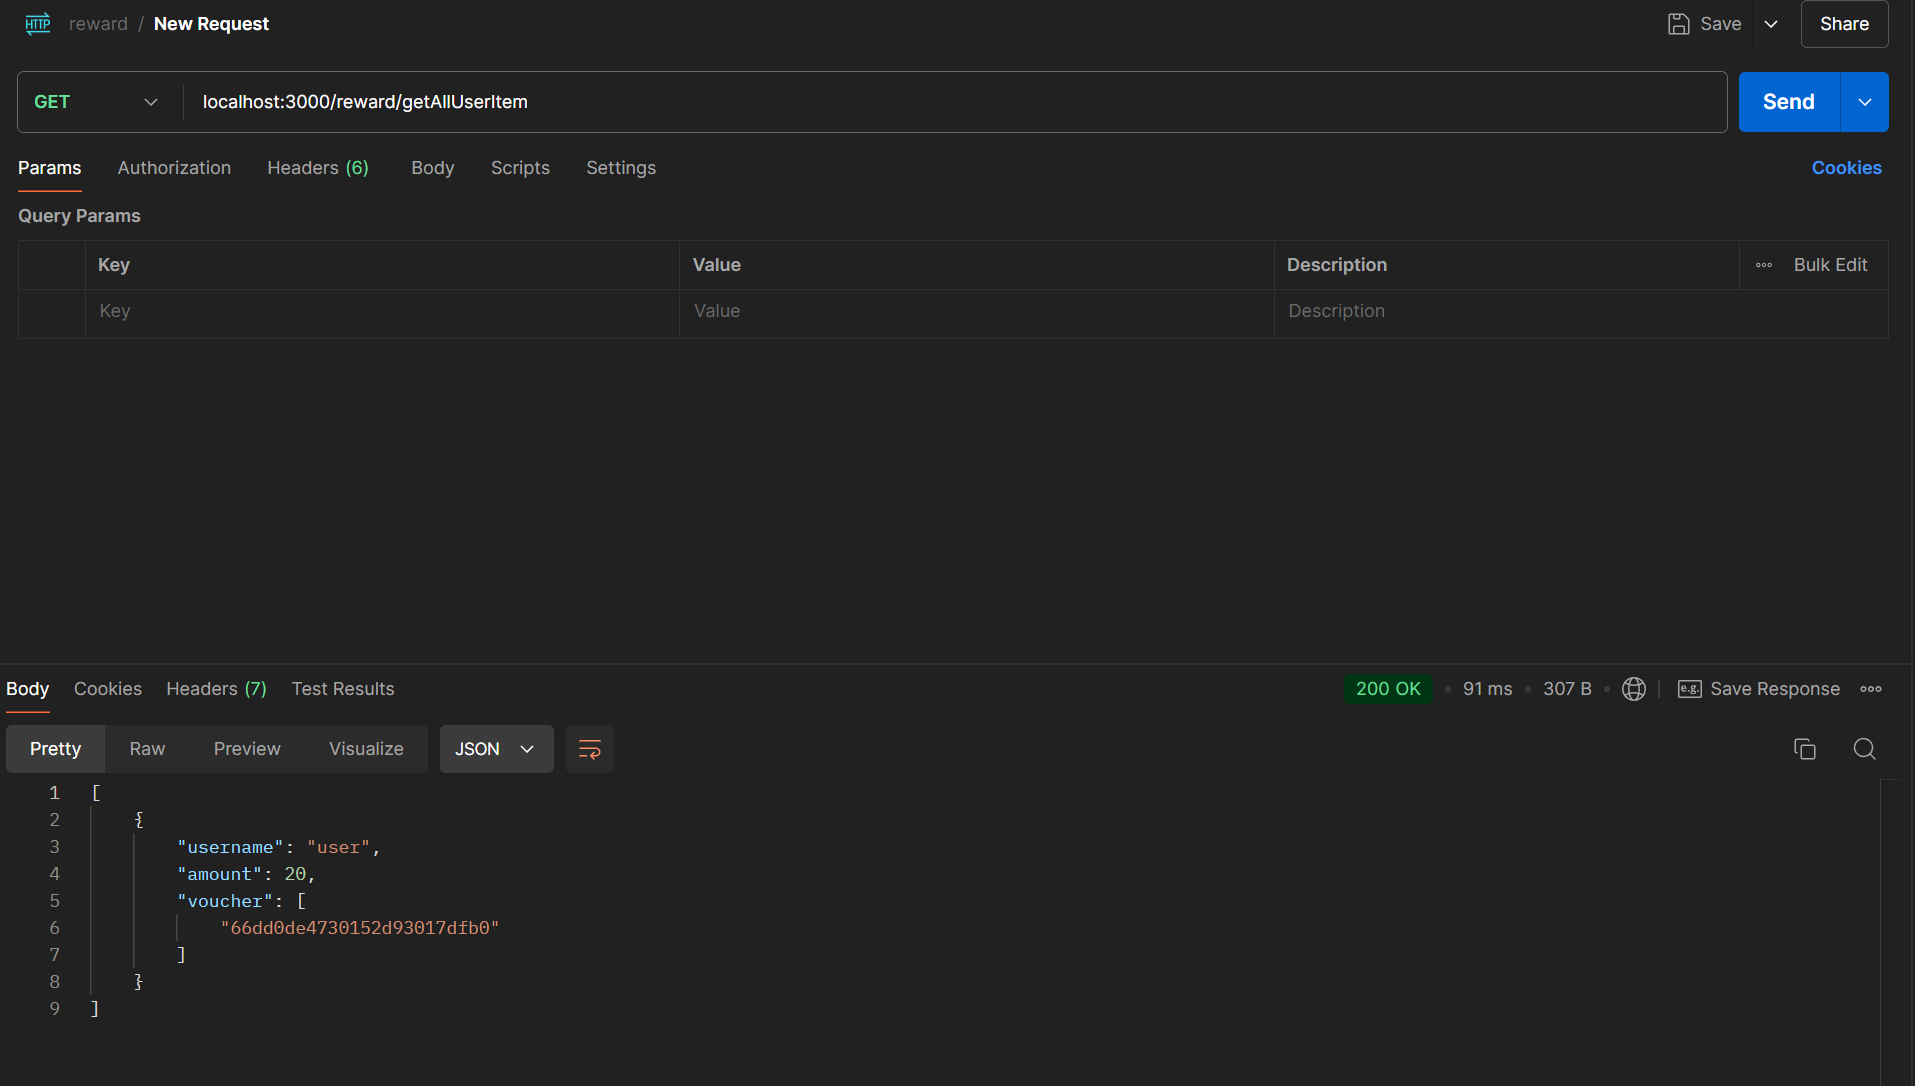 HTTP reward / New Request Save Share
GET localhost:3000/reward/getAllUserItem Send
Params Authorization Headers (6) Body Scripts Settings Cookies
Query Params
Key Value Description Bulk Edit
Key Value Description
Body Cookies Headers (7) Test Results 200 OK • 91 ms • 307 B • e.g. Save Response
Pretty Raw Preview Visualize JSON
1 [
2 {
3 "username": "user",
4 "amount": 20,
5 "voucher": [
6 "66dd0de4730152d93017dfb0"
7 ]
8 }
9 ]